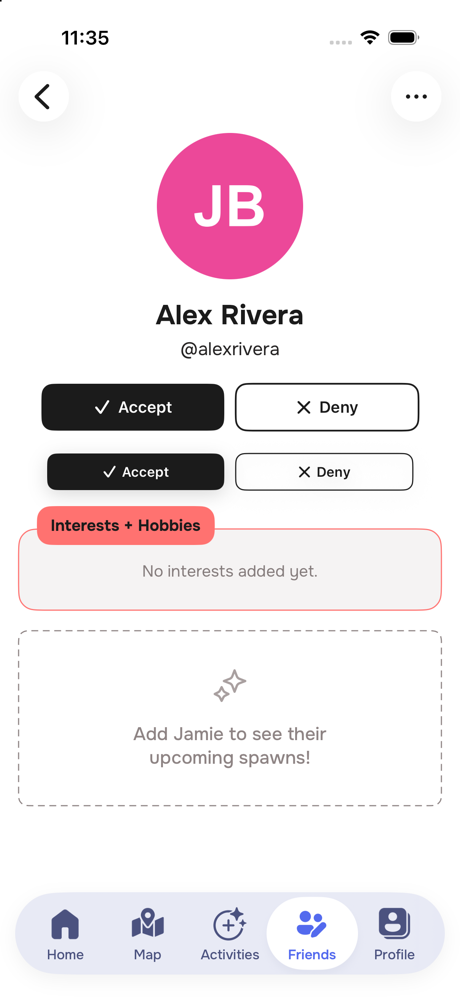 11:35
JB
Alex Rivera
@alexrivera
Accept
Deny
Accept
Deny
Interests + Hobbies
No interests added yet.
Add Jamie to see their
upcoming spawns!
Home
Map
Activities
Friends
Profile